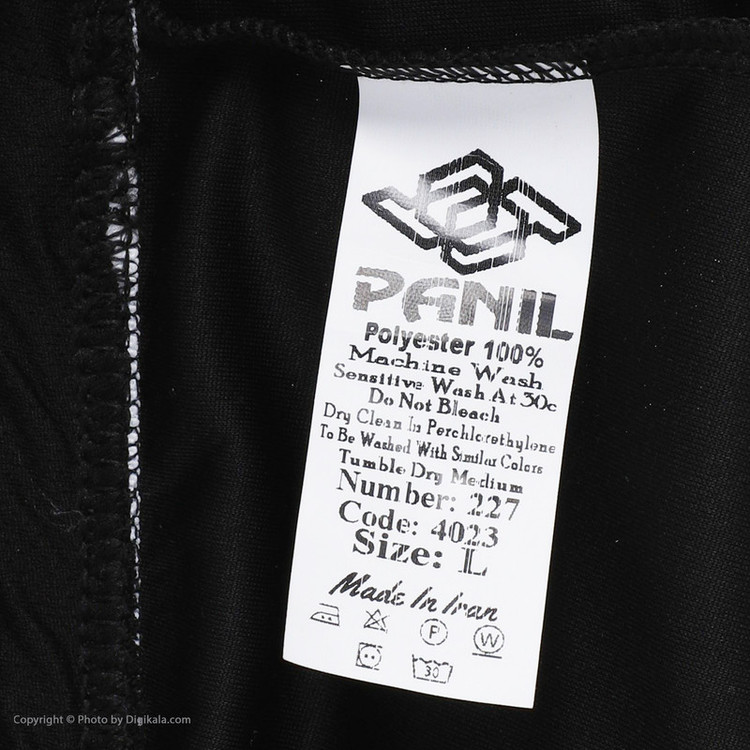 PANIL
Polyester 100%
Machine Wash
Sensitive Wash At 30c
Do Not Bleach
Dry Clean In Perchlorethylene
To Be Washed With Similar Colors
Tumble Dry Medium
Number: 227
Code: 4023
Size: L
Made In Iran
P
W
30
Copyright © Photo by Digikala.com